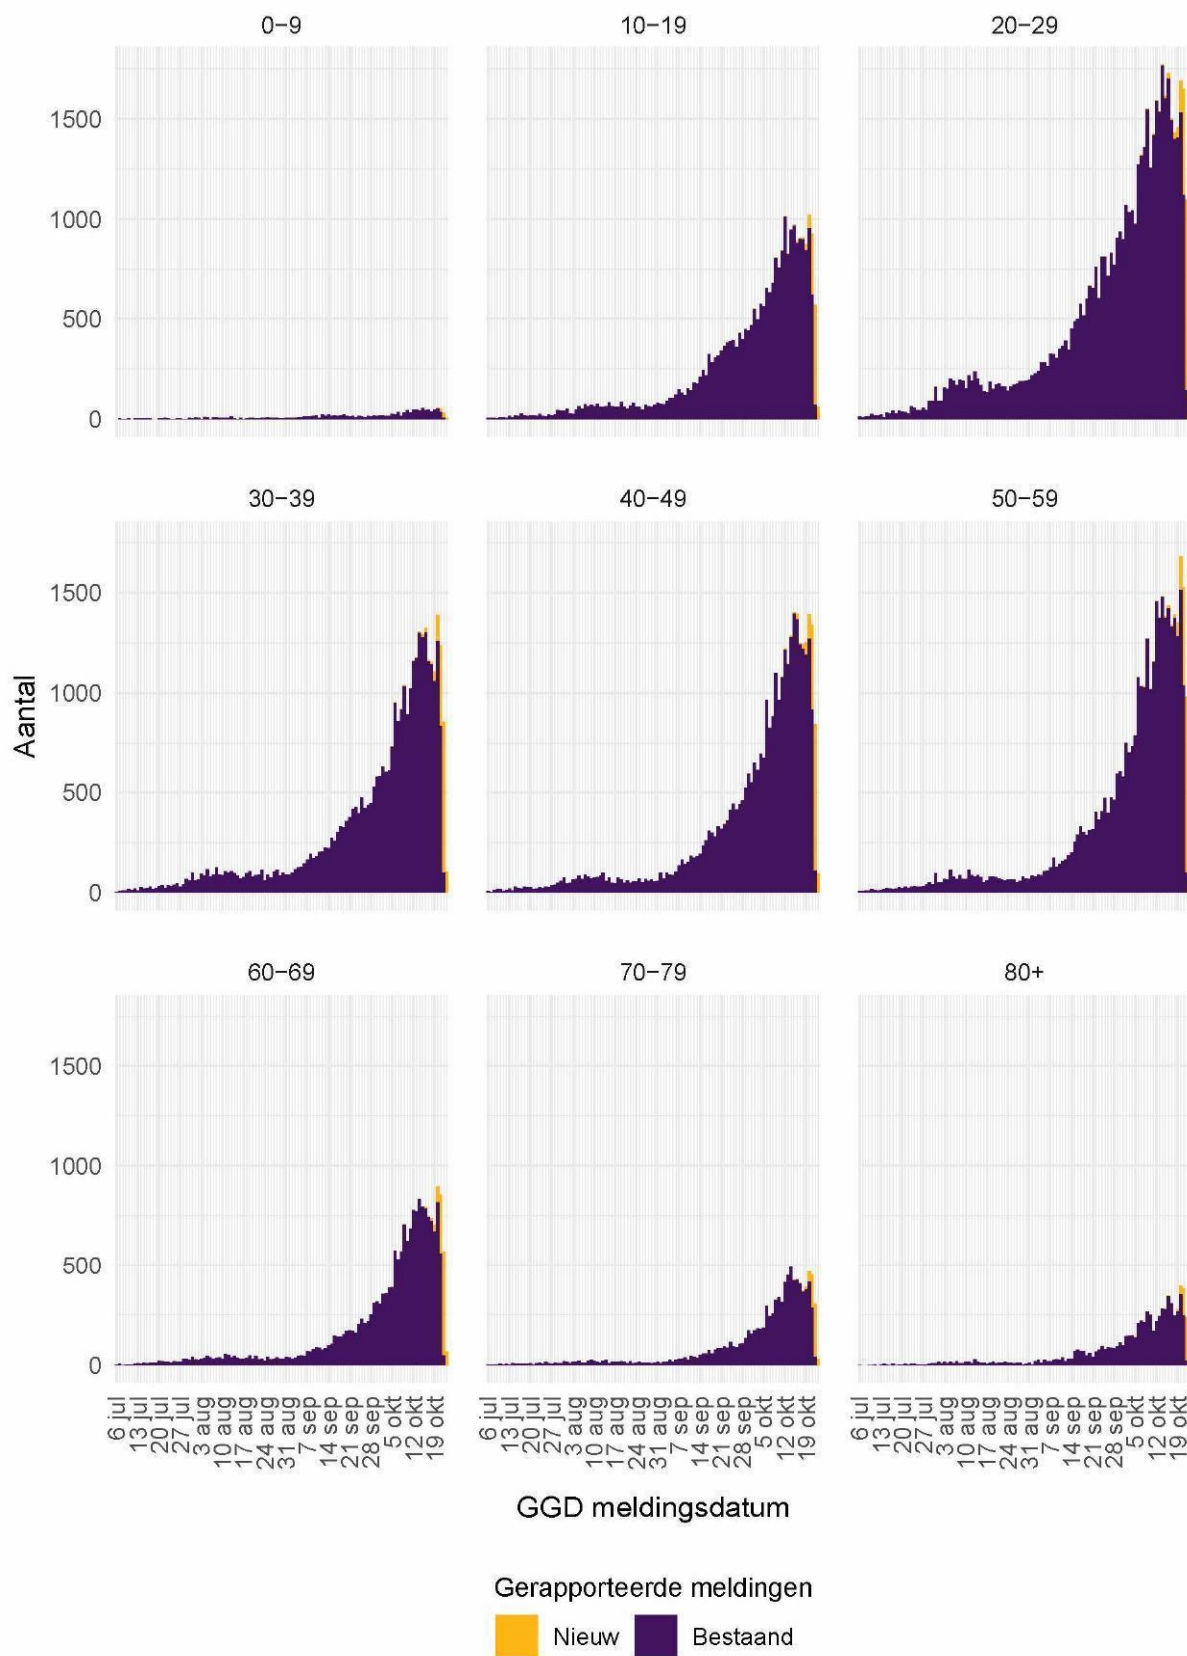 0-9 10-19 20-29
1500
1000
500
0
30-39 40-49 50-59
1500
1000
500
0
Aantal
60-69 70-79 80+
1500
1000
500
0
6 jul
13 jul
20 jul
27 jul
3 aug
10 aug
17 aug
24 aug
31 aug
7 sep
14 sep
21 sep
28 sep
5 okt
12 okt
19 okt
6 jul
13 jul
20 jul
27 jul
3 aug
10 aug
17 aug
24 aug
31 aug
7 sep
14 sep
21 sep
28 sep
5 okt
12 okt
19 okt
6 jul
13 jul
20 jul
27 jul
3 aug
10 aug
17 aug
24 aug
31 aug
7 sep
14 sep
21 sep
28 sep
5 okt
12 okt
19 okt
GGD meldingsdatum
Gerapporteerde meldingen
Nieuw Bestaand